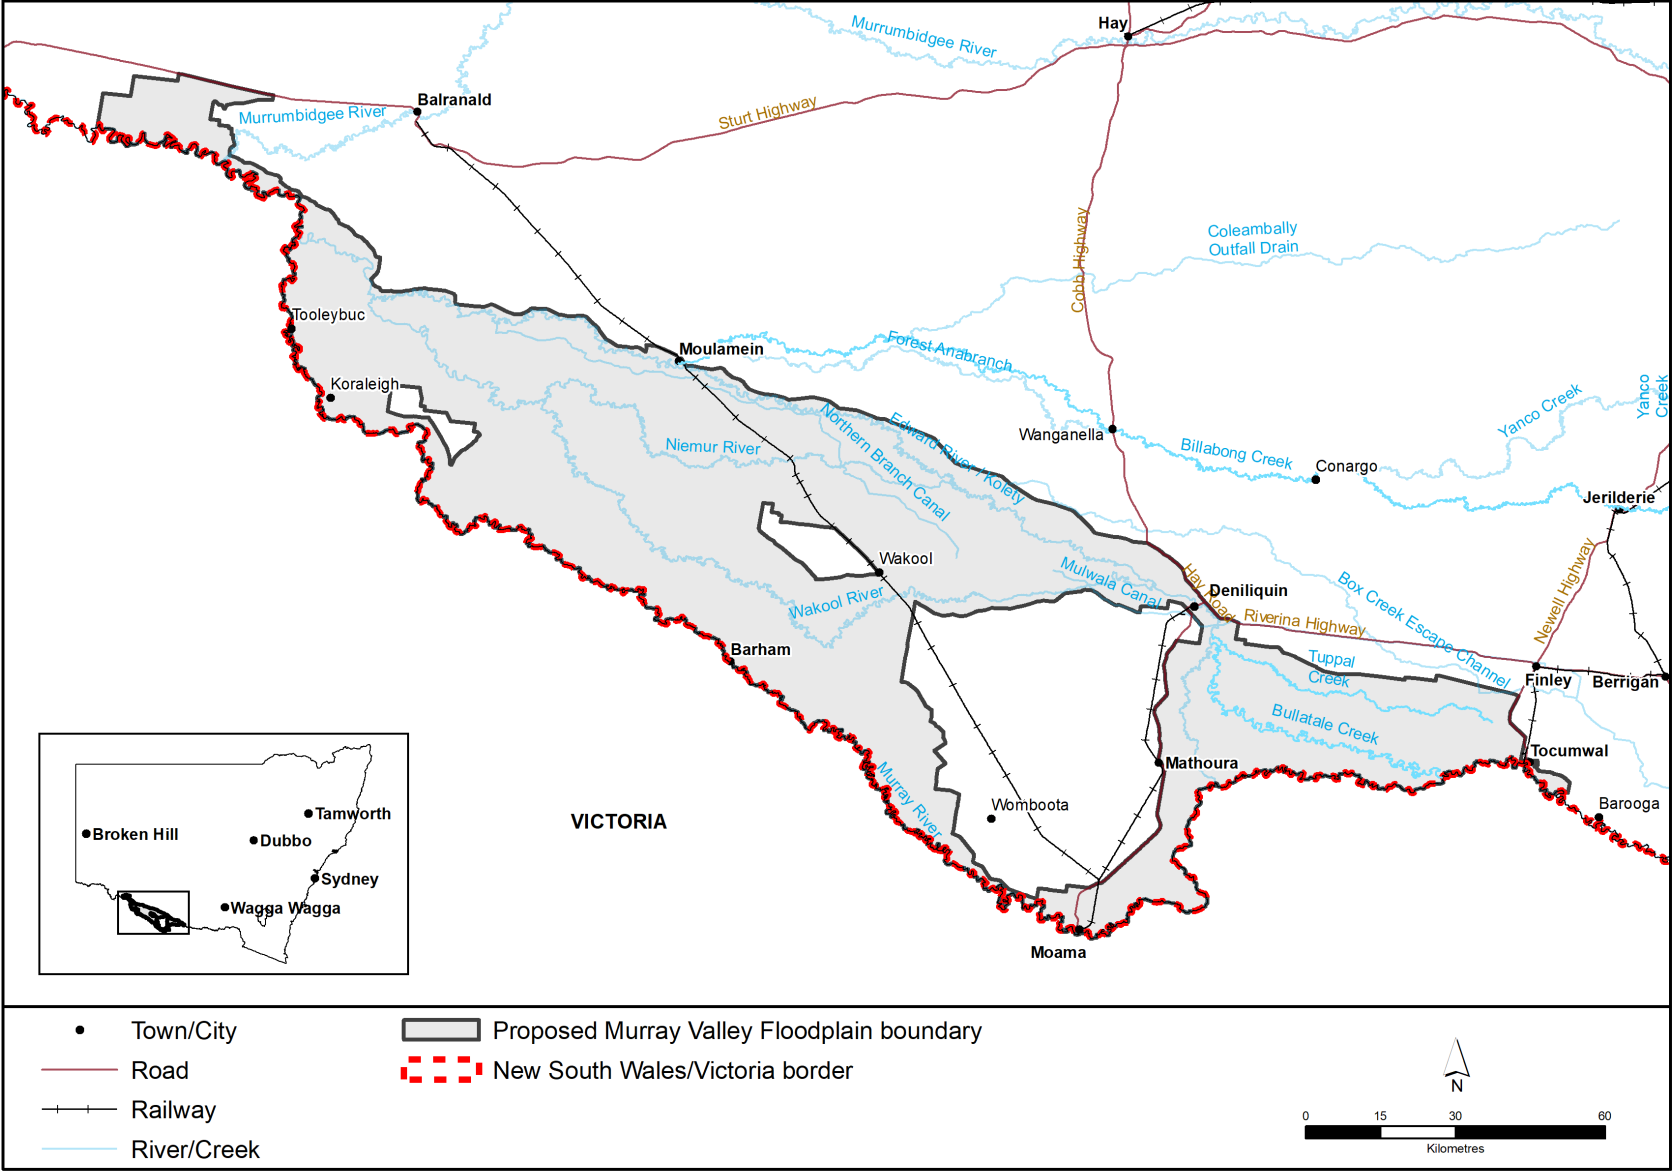 Hay
Murrumbidgee River
Balranald
Murrumbidgee River
Sturt Highway
Cobb Highway
Coleambally
Outfall Drain
Tooleybuc
Moulamein
Forest Anabranch
Koraleigh
Yanco Creek
Yanco
Creek
Wanganella
Billabong Creek
Conargo
Niemur River
Northern Branch Canal
Edward River / Kolety
Jerilderie
Wakool
Mulwala Canal
Hay Road
Deniliquin
Box Creek Escape Channel
Newell Highway
Wakool River
Riverina Highway
Barham
Tuppal
Creek
Finley
Berrigan
Bullatale Creek
Tocumwal
Mathoura
Murray River
Womboota
Barooga
VICTORIA
Moama
Tamworth
Broken Hill
Dubbo
Sydney
Wagga Wagga
Town/City
Road
Railway
River/Creek
Proposed Murray Valley Floodplain boundary
New South Wales/Victoria border
N
0 15 30 60
Kilometres